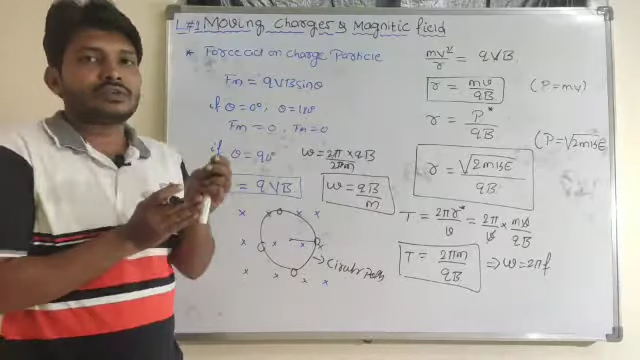 L#1 Moving Charges & Magnitic field
* Force act on charge Particle
Fm = qVBsinθ
if θ=0°, θ=180°
Fm = 0, Fm = 0
if θ = 90°
= qVB
ω = 2π × qB / 2πm
ω = qB / m
Circular Path
mv² / r = qVB
r = mv / qB (P = mv)
r = P* / qB
(P = √2mKE
r = √2mKE / qB
T = 2πr* / v = 2π / v × mv / qB
T = 2πm / qB ⇒ ω = 2πf